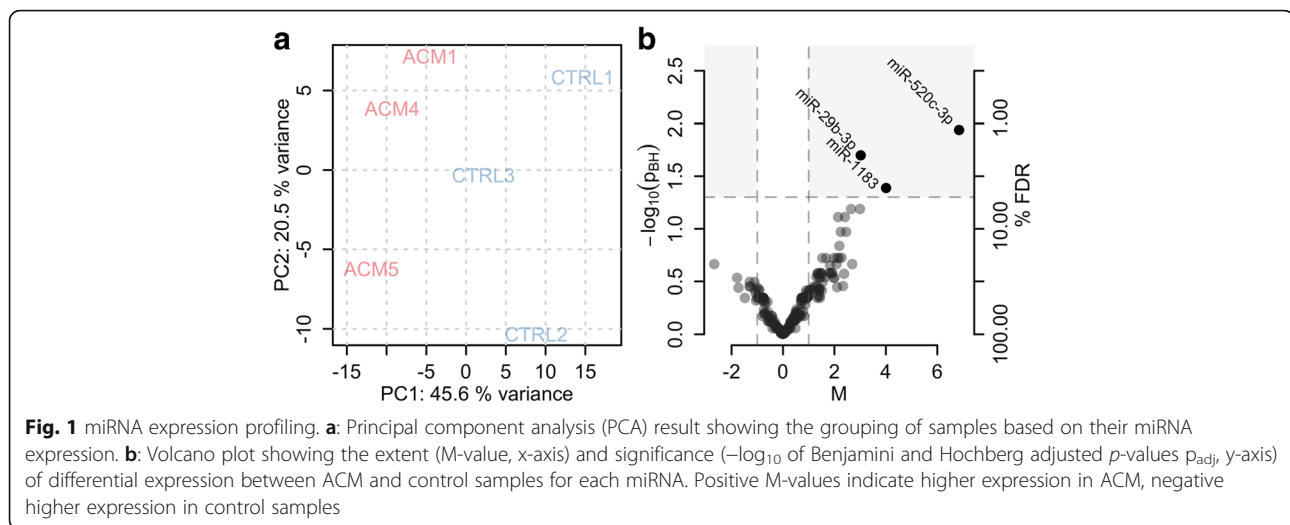 a
ACM1
CTRL1
ACM4
CTRL3
ACM5
CTRL2
5
0
-5
-10
PC2: 20.5 % variance
-15 -10 -5 0 5 10 15
PC1: 45.6 % variance
b
miR-520c-3p
miR-29b-3p
miR-1183
2.5
2.0
1.5
1.0
0.5
0.0
−log10(pBH)
1.00
10.00
100.00
% FDR
-2 0 2 4 6
M
Fig. 1 miRNA expression profiling. a: Principal component analysis (PCA) result showing the grouping of samples based on their miRNA
expression. b: Volcano plot showing the extent (M-value, x-axis) and significance (−log10 of Benjamini and Hochberg adjusted p-values padj, y-axis)
of differential expression between ACM and control samples for each miRNA. Positive M-values indicate higher expression in ACM, negative
higher expression in control samples